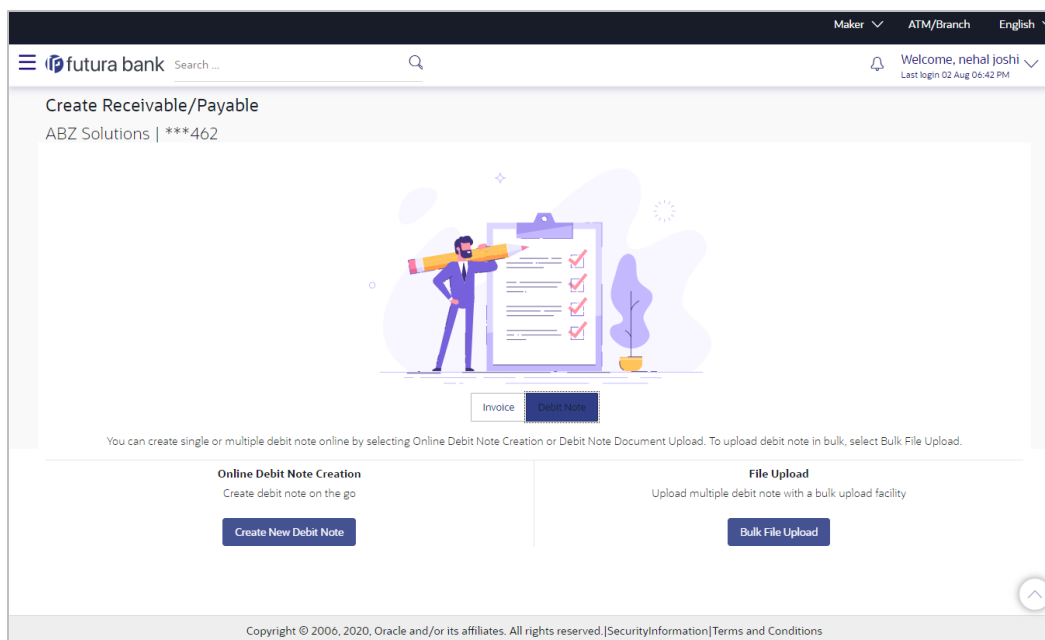 Maker ATM/Branch English
futura bank Search ... Welcome, nehal joshi
Last login 02 Aug 06:42 PM
Create Receivable/Payable
ABZ Solutions | ***462
Invoice Debit Note
You can create single or multiple debit note online by selecting Online Debit Note Creation or Debit Note Document Upload. To upload debit note in bulk, select Bulk File Upload.
Online Debit Note Creation File Upload
Create debit note on the go Upload multiple debit note with a bulk upload facility
Create New Debit Note Bulk File Upload
Copyright © 2006, 2020, Oracle and/or its affiliates. All rights reserved.|SecurityInformation|Terms and Conditions